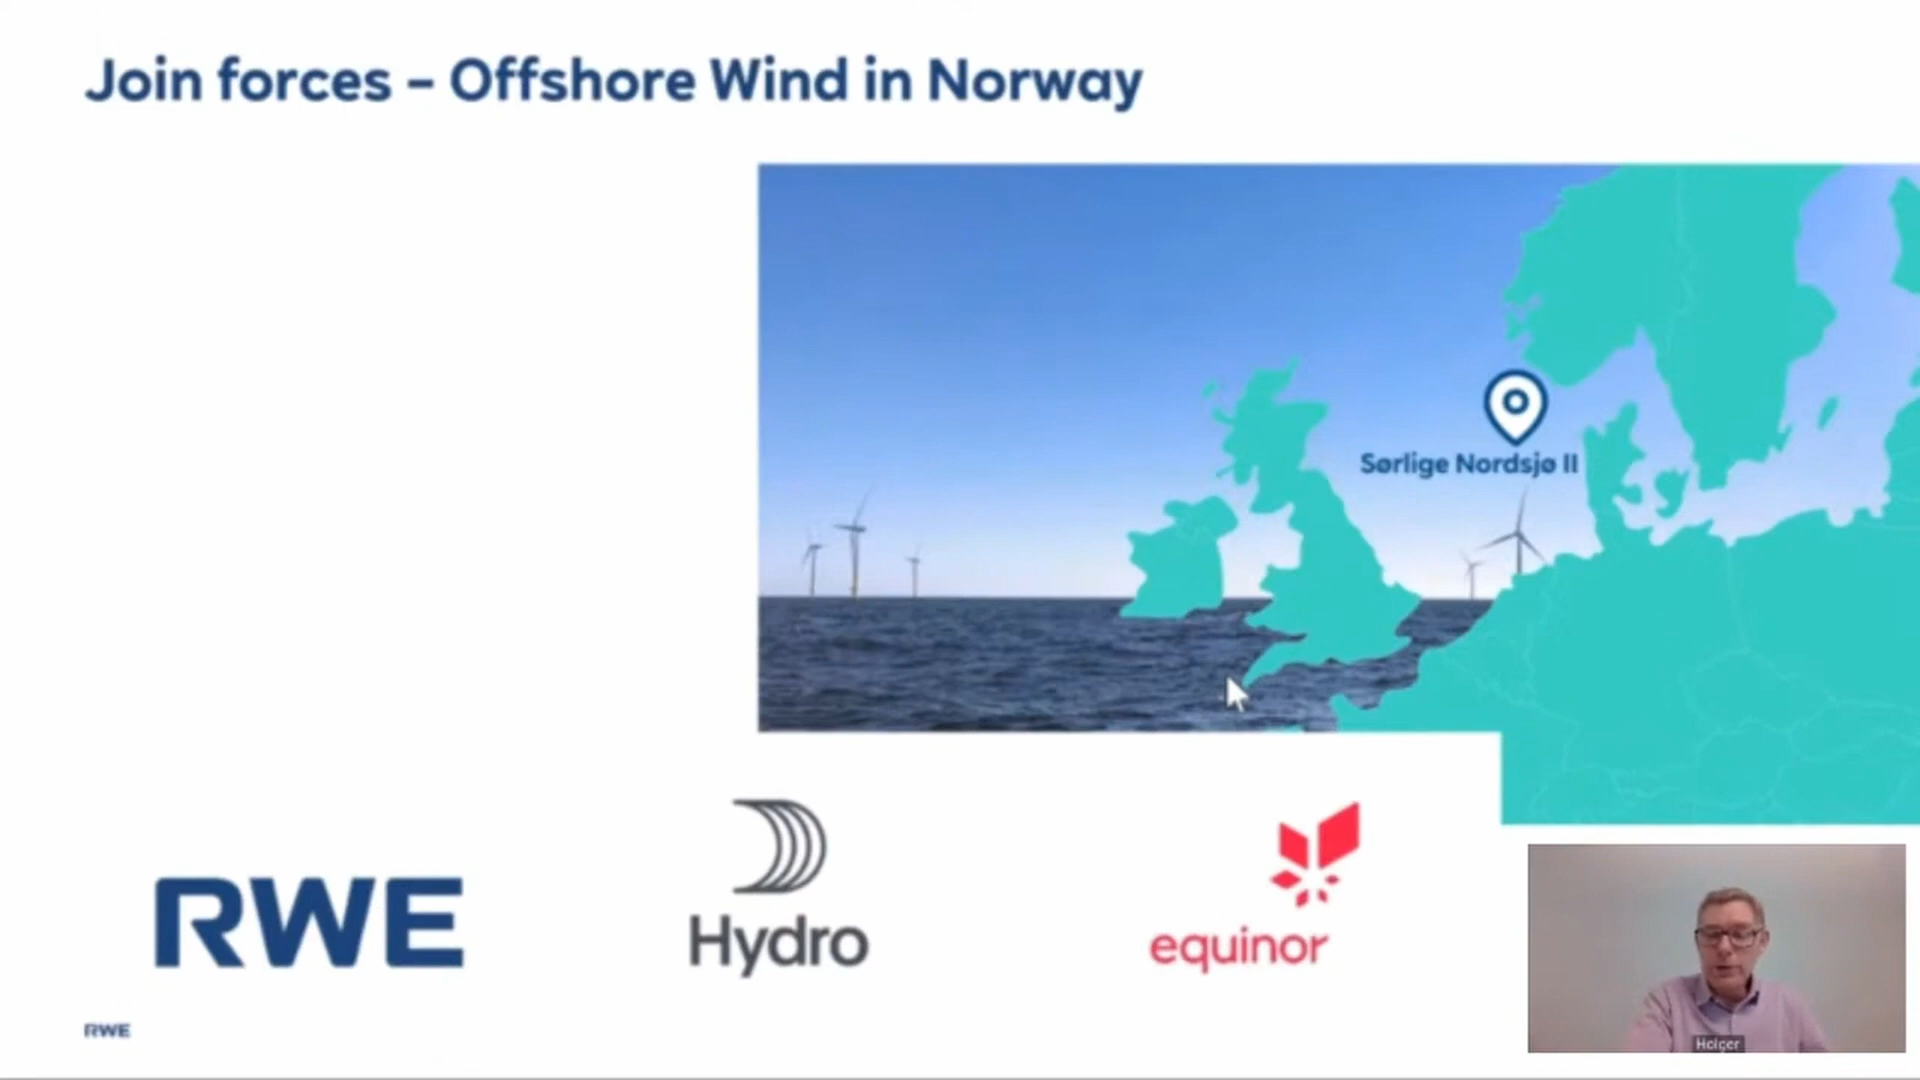 Join forces – Offshore Wind in Norway
Sørlige Nordsjø II
RWE
Hydro
equinor
RWE
Holger